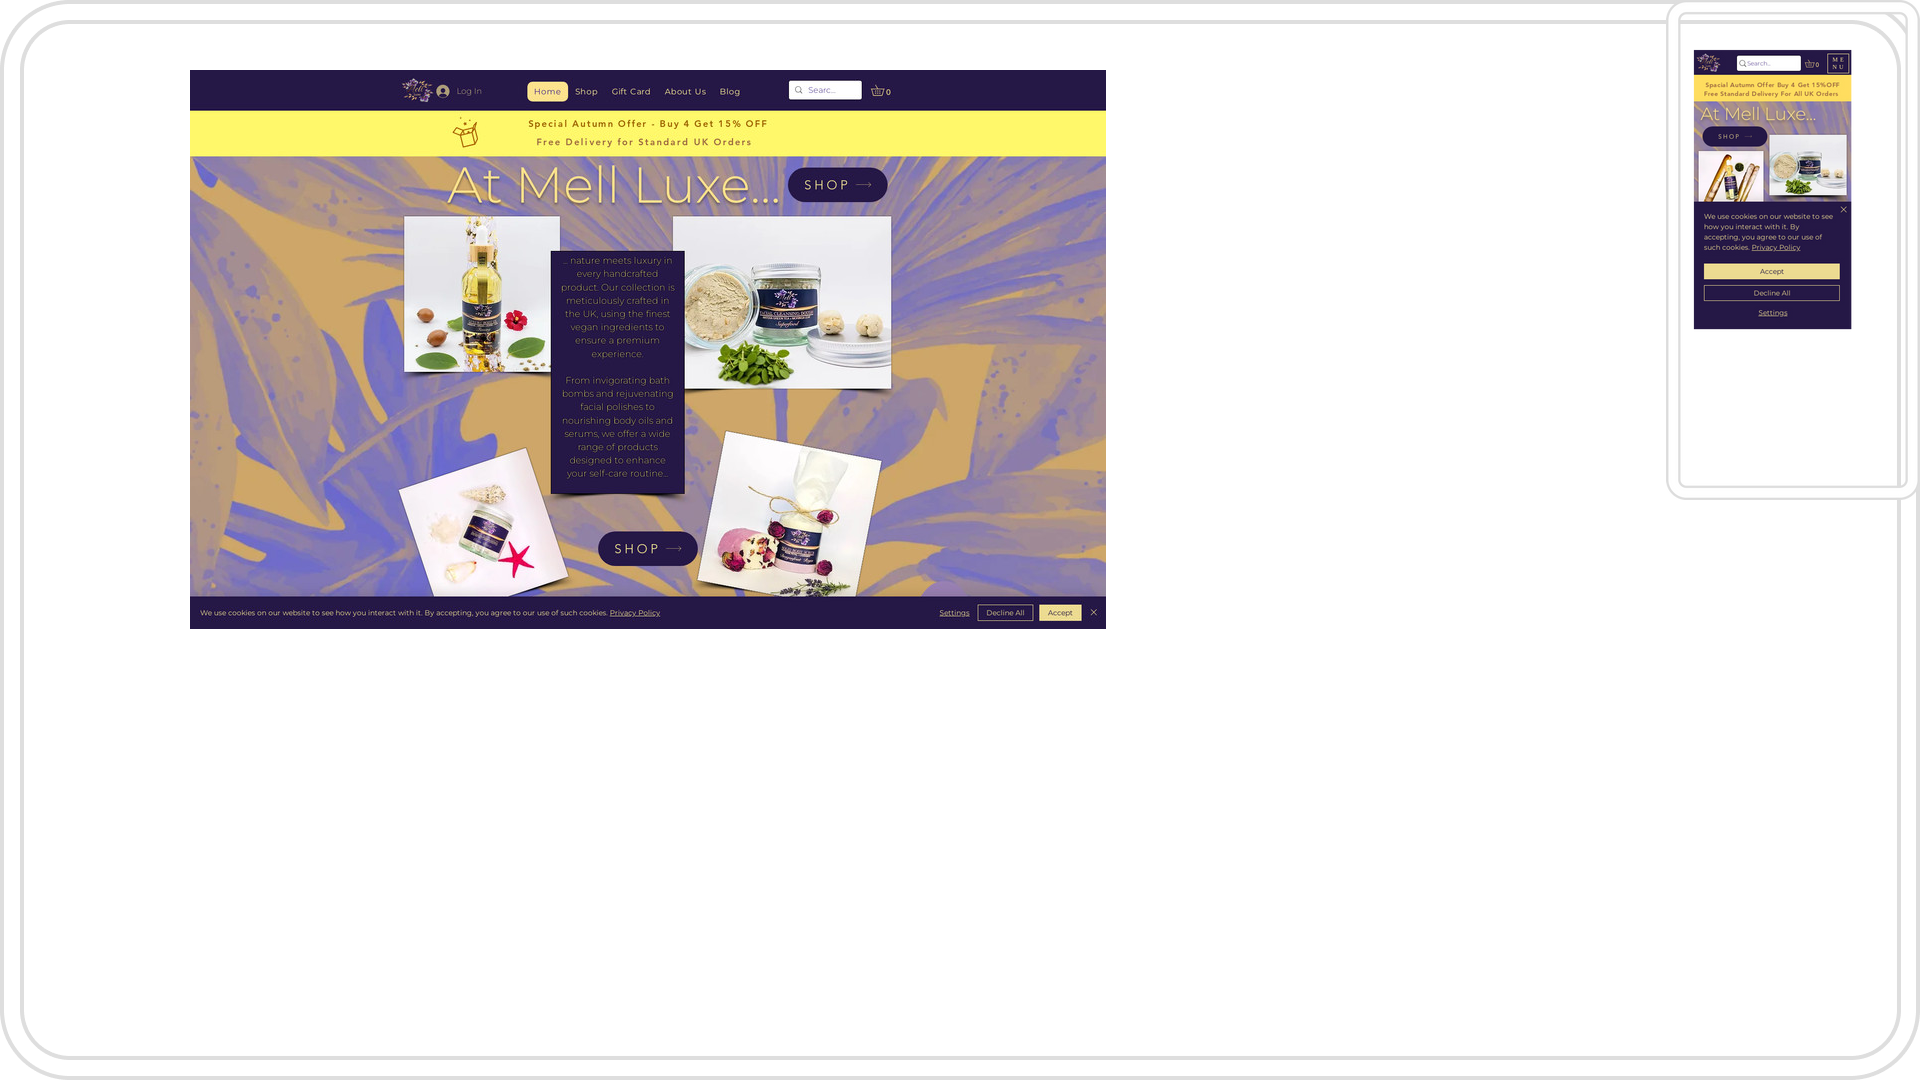 Log In
Home
Shop
Gift Card
About Us
Blog
Searc...
0
Special Autumn Offer - Buy 4 Get 15% OFF
Free Delivery for Standard UK Orders
At Mell Luxe...
SHOP
... nature meets luxury in
every handcrafted
product. Our collection is
meticulously crafted in
the UK, using the finest
vegan ingredients to
ensure a premium
experience.
From invigorating bath
bombs and rejuvenating
facial polishes to
nourishing body oils and
serums, we offer a wide
range of products
designed to enhance
your self-care routine...
FACIAL CLEANSING POLISH
Superfood
SHOP
We use cookies on our website to see how you interact with it. By accepting, you agree to our use of such cookies. Privacy Policy
Settings
Decline All
Accept
Search..
0
ME
NU
Spacial Autumn Offer Buy 4 Get 15%OFF
Free Standard Delivery For All UK Orders
At Mell Luxe...
SHOP
We use cookies on our website to see
how you interact with it. By
accepting, you agree to our use of
such cookies. Privacy Policy
Accept
Decline All
Settings